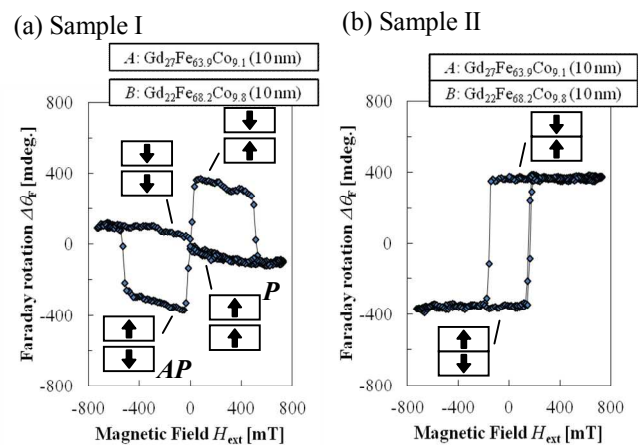 (a) Sample I
A: Gd27Fe63.9Co9.1 (10 nm)
B: Gd22Fe68.2Co9.8 (10 nm)
Faraday rotation ΔθF [mdeg.]
800
400
0
-400
-800
P
AP
-800 -400 0 400 800
Magnetic Field Hext [mT]
(b) Sample II
A: Gd27Fe63.9Co9.1 (10 nm)
B: Gd22Fe68.2Co9.8 (10 nm)
Faraday rotation ΔθF [mdeg.]
800
400
0
-400
-800
-800 -400 0 400 800
Magnetic Field Hext [mT]